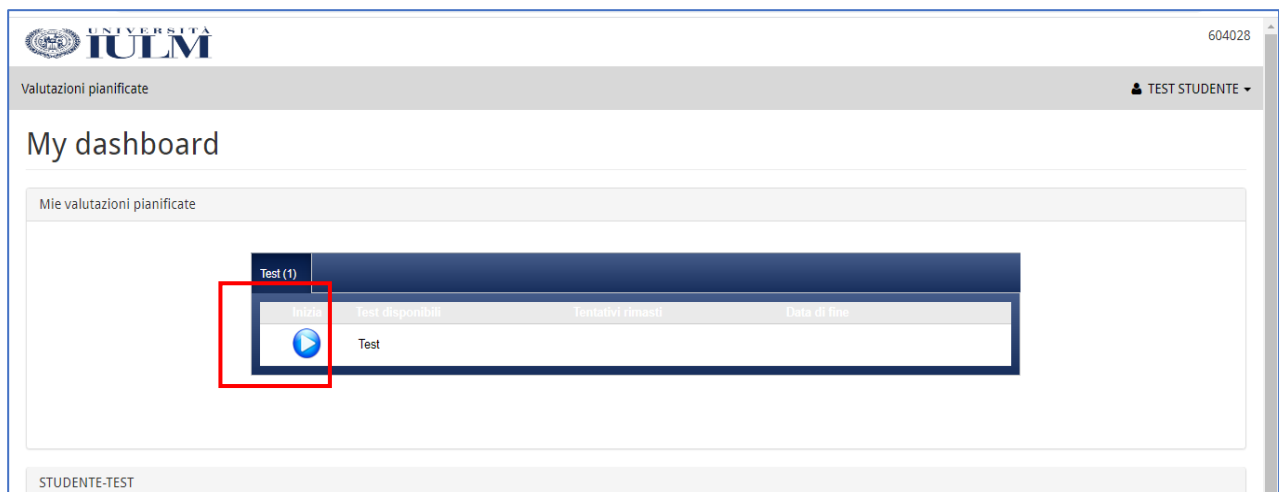 UNIVERSITÀ
IULM
604028
Valutazioni pianificate
TEST STUDENTE
My dashboard
Mie valutazioni pianificate
Test (1)
Inizia Test disponibili Tentativi rimasti Data di fine
Test
STUDENTE-TEST